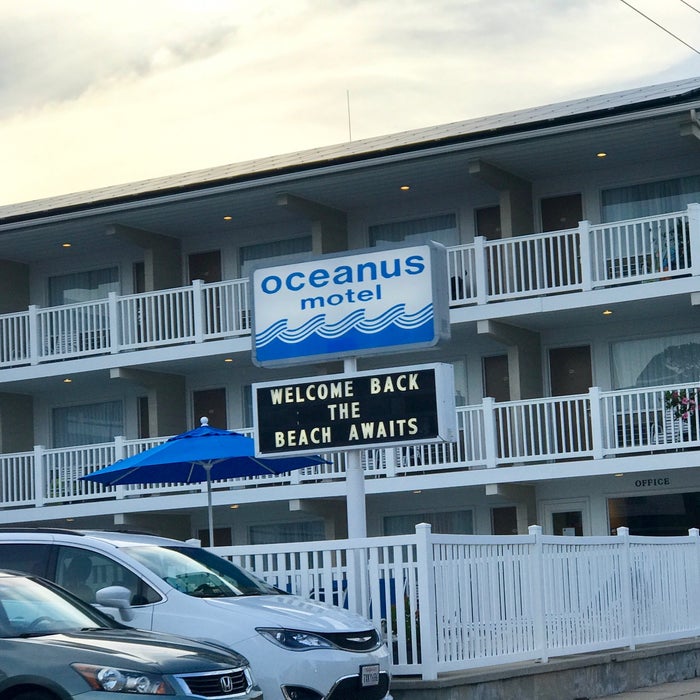 oceanus
motel
WELCOME BACK
THE
BEACH AWAITS
OFFICE